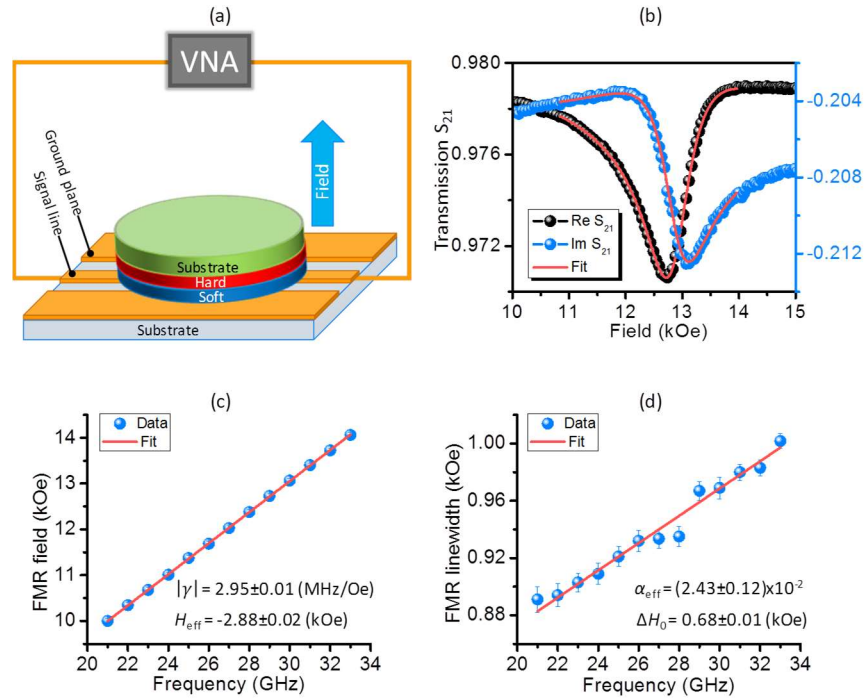 (a)
VNA
Ground plane
Signal line
Field
Substrate
Hard
Soft
Substrate
(b)
Transmission S21
0.980
0.976
0.972
-0.204
-0.208
-0.212
Re S21
Im S21
Fit
10 11 12 13 14 15
Field (kOe)
(c)
FMR field (kOe)
14
13
12
11
10
Data
Fit
|γ| = 2.95±0.01 (MHz/Oe)
Heff = -2.88±0.02 (kOe)
20 22 24 26 28 30 32 34
Frequency (GHz)
(d)
FMR linewidth (kOe)
1.00
0.96
0.92
0.88
Data
Fit
αeff = (2.43±0.12)x10-2
ΔH0 = 0.68±0.01 (kOe)
20 22 24 26 28 30 32 34
Frequency (GHz)